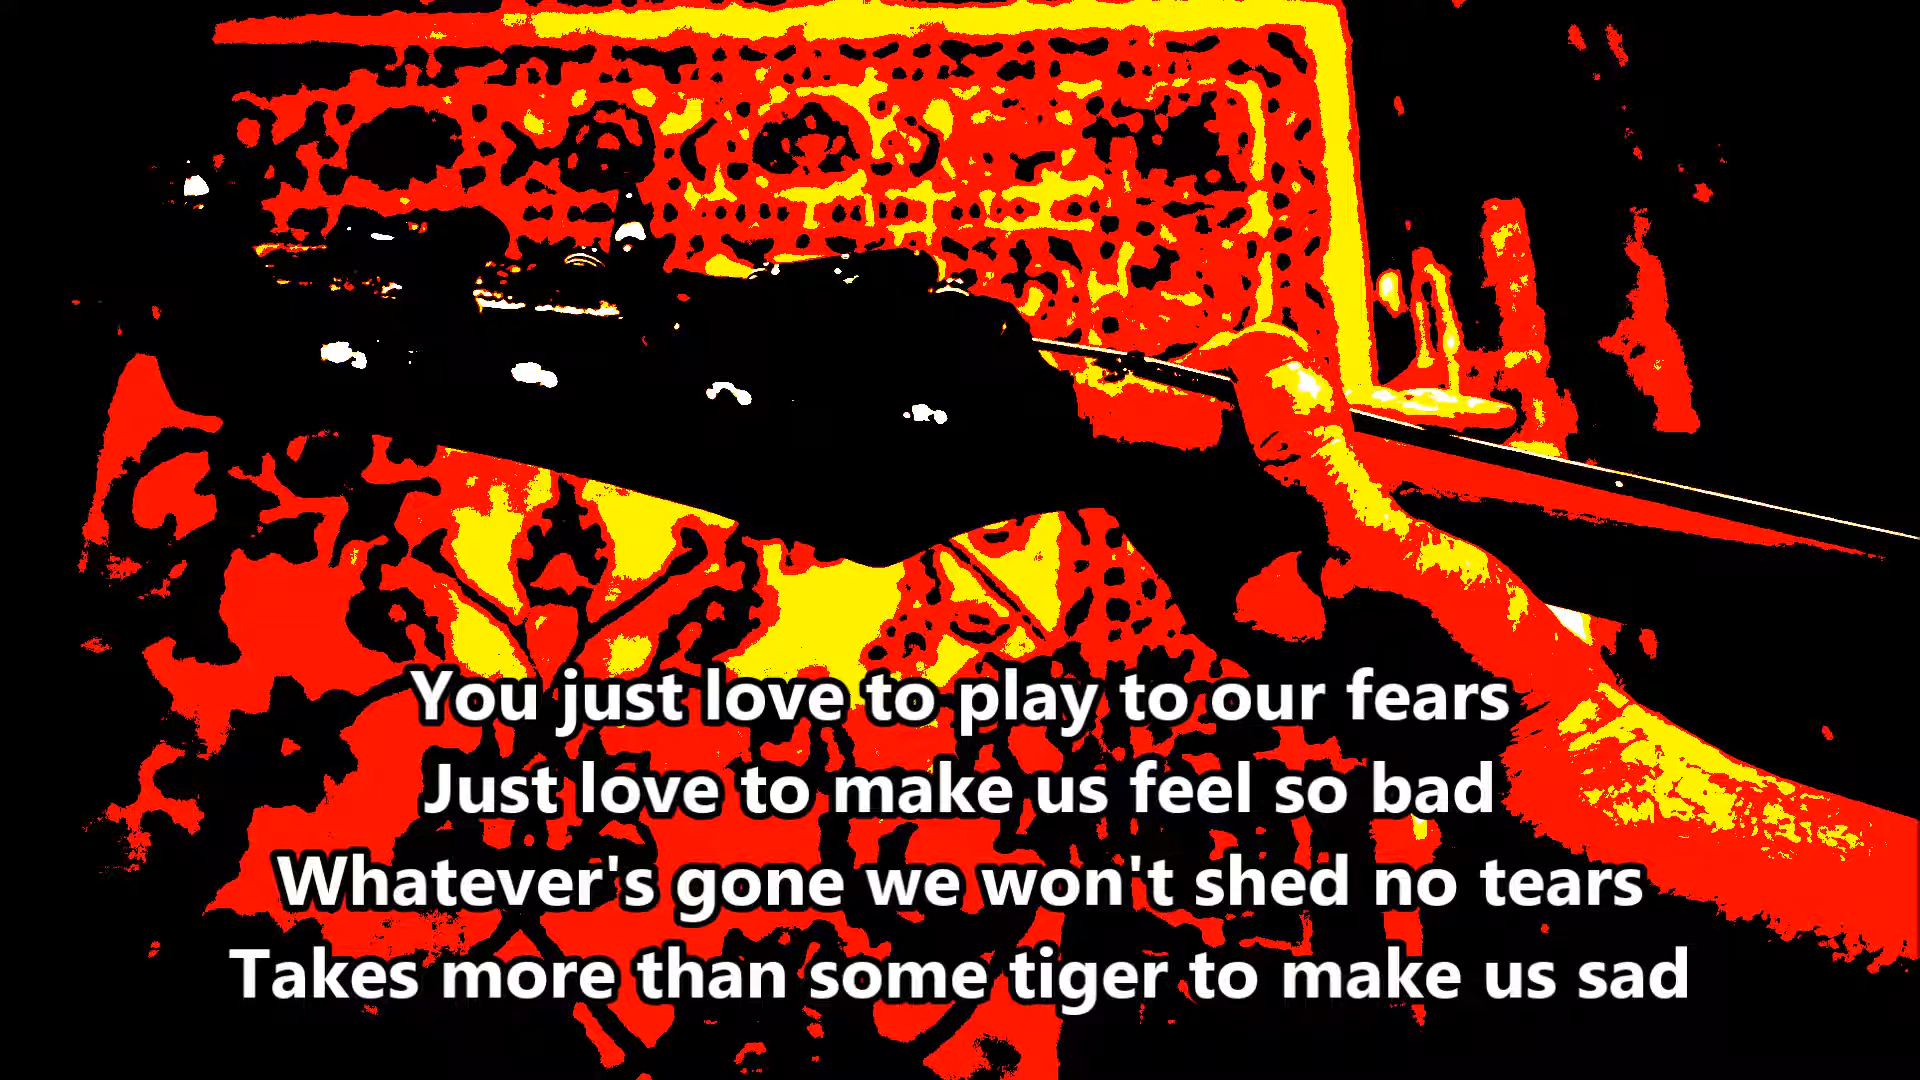 You just love to play to our fears
Just love to make us feel so bad
Whatever's gone we won't shed no tears
Takes more than some tiger to make us sad